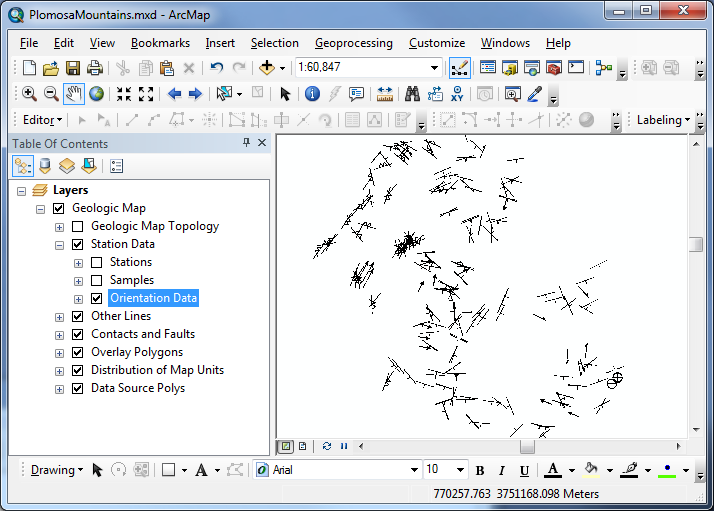 PlomosaMountains.mxd - ArcMap
File Edit View Bookmarks Insert Selection Geoprocessing Customize Windows Help
1:60,847
XY
Editor
Labeling
Table Of Contents
Layers
Geologic Map
Geologic Map Topology
Station Data
Stations
Samples
Orientation Data
Other Lines
Contacts and Faults
Overlay Polygons
Distribution of Map Units
Data Source Polys
Drawing A Arial 10 B I U A
770257.763 3751168.098 Meters